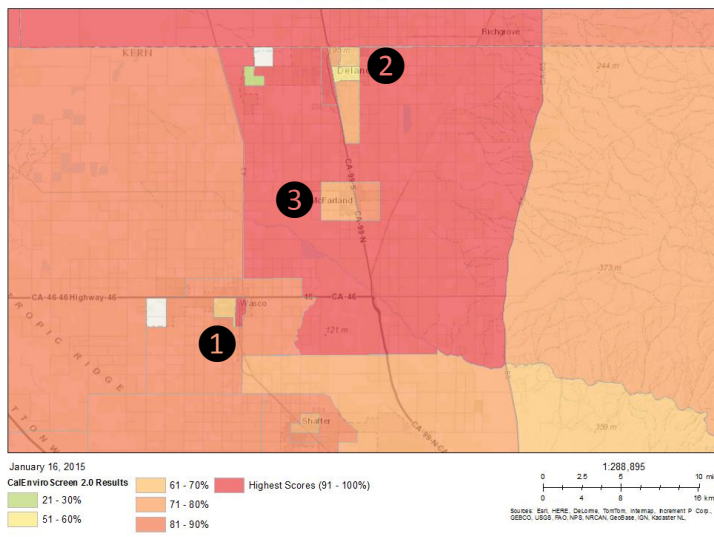 Richgrove
KERN
244 m
2
3
McFarland
CA-99-S
CA-99-N
373 m
CA-46 46 Highway-46
CA-46
Wasco
121 m
1
TROPIC RIDGE
Shafter
359 m
January 16, 2015
CalEnviroScreen 2.0 Results
21 - 30%
51 - 60%
61 - 70%
71 - 80%
81 - 90%
Highest Scores (91 - 100%)
1:288,895
0 2.5 5 10 mi
0 4 8 16 km
Sources: Esri, HERE, DeLorme, TomTom, Intermap, increment P Corp.,
GEBCO, USGS, FAO, NPS, NRCAN, GeoBase, IGN, Kadaster NL,